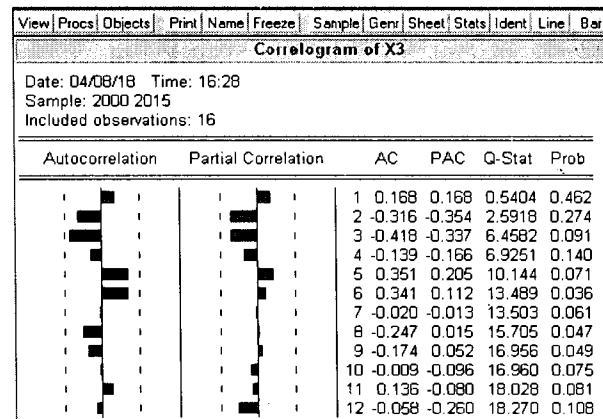 View Procs Objects Print Name Freeze Sample Genr Sheet Stats Ident Line Bar
Correlogram of X3
Date: 04/08/18 Time: 16:28
Sample: 2000 2015
Included observations: 16
Autocorrelation Partial Correlation AC PAC Q-Stat Prob
1 0.168 0.168 0.5404 0.462
2 -0.316 -0.354 2.5918 0.274
3 -0.418 -0.337 6.4582 0.091
4 -0.139 -0.166 6.9251 0.140
5 0.351 0.205 10.144 0.071
6 0.341 0.112 13.489 0.036
7 -0.020 -0.013 13.503 0.061
8 -0.247 0.015 15.705 0.047
9 -0.174 0.052 16.956 0.049
10 -0.009 -0.096 16.960 0.075
11 0.136 -0.080 18.028 0.081
12 -0.058 -0.260 18.270 0.108